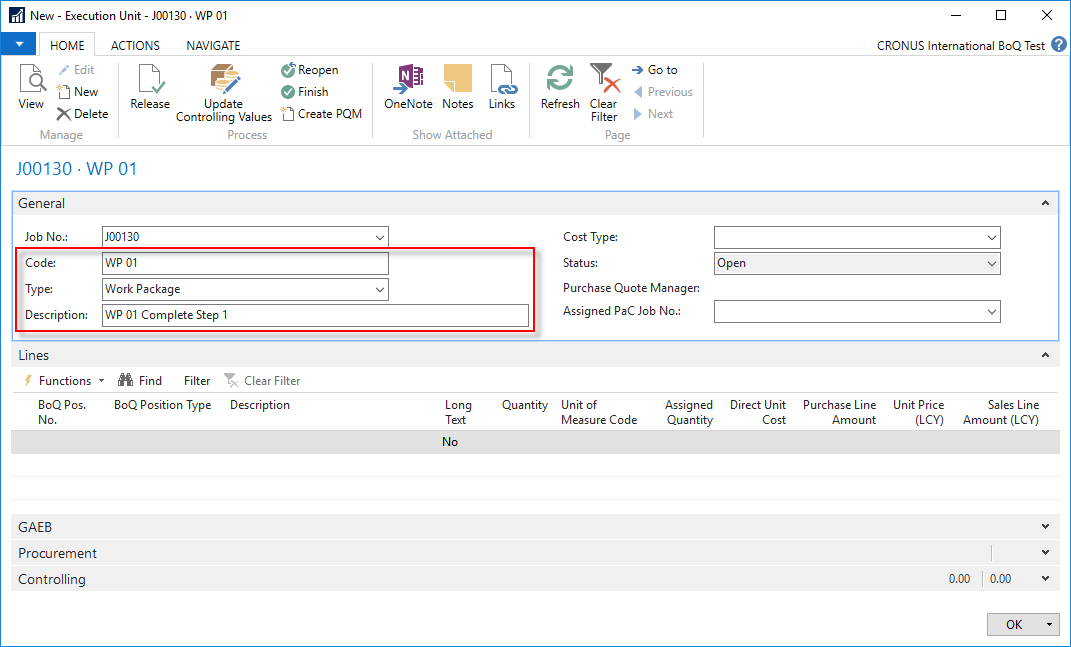 New - Execution Unit - J00130 · WP 01
HOME ACTIONS NAVIGATE CRONUS International BoQ Test ?
View
Edit
New
Delete
Manage
Release
Update Controlling Values
Reopen
Finish
Create PQM
Process
OneNote
Notes
Links
Show Attached
Refresh
Clear Filter
Go to
Previous
Next
Page
J00130 · WP 01
General
Job No.: J00130
Code: WP 01
Type: Work Package
Description: WP 01 Complete Step 1
Cost Type:
Status: Open
Purchase Quote Manager:
Assigned PaC Job No.:
Lines
Functions Find Filter Clear Filter
BoQ Pos. No. BoQ Position Type Description Long Text Quantity Unit of Measure Code Assigned Quantity Direct Unit Cost Purchase Line Amount Unit Price (LCY) Sales Line Amount (LCY)
No
GAEB
Procurement
Controlling 0.00 0.00
OK